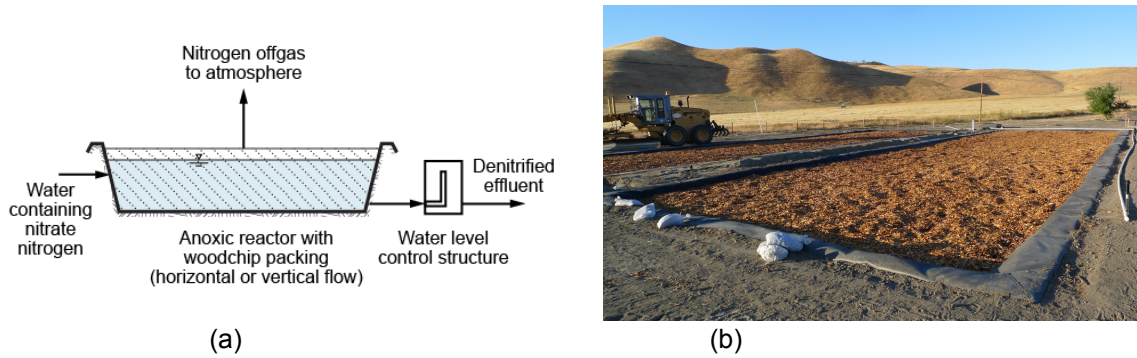 Nitrogen offgas
to atmosphere
Water
containing
nitrate
nitrogen
Anoxic reactor with
woodchip packing
(horizontal or vertical flow)
Water level
control structure
Denitrified
effluent
(a)
(b)